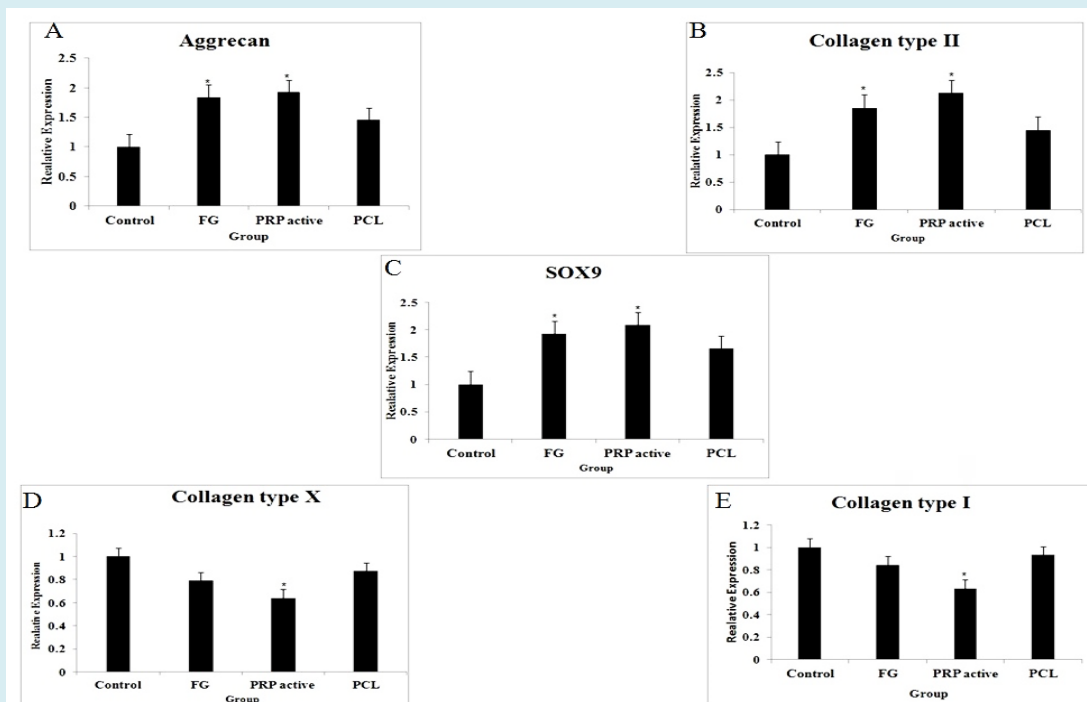 A
Aggrecan
Realative Expression
2.5
2
1.5
1
0.5
0
*
*
Control FG PRP active PCL
Group
B
Collagen type II
Realative Expression
2.5
2
1.5
1
0.5
0
*
*
Control FG PRP active PCL
Group
C
SOX9
Realative Expression
2.5
2
1.5
1
0.5
0
*
*
Control FG PRP active PCL
Group
D
Collagen type X
Realative Expression
1.2
1
0.8
0.6
0.4
0.2
0
*
Control FG PRP active PCL
Group
E
Collagen type I
Realative Expression
1.2
1
0.8
0.6
0.4
0.2
0
*
Control FG PRP active PCL
Group